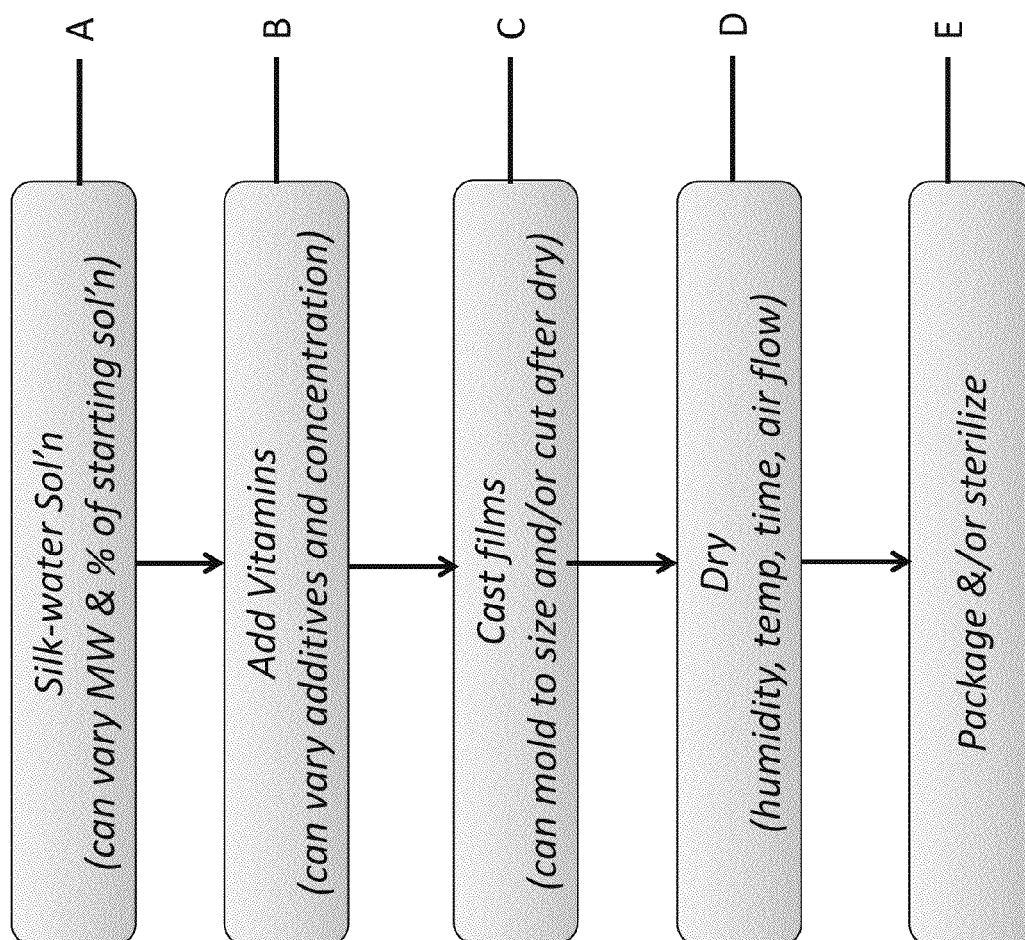 Silk-water Sol'n
(can vary MW & % of starting sol'n)
A
Add Vitamins
(can vary additives and concentration)
B
Cast films
(can mold to size and/or cut after dry)
C
Dry
(humidity, temp, time, air flow)
D
Package &/or sterilize
E